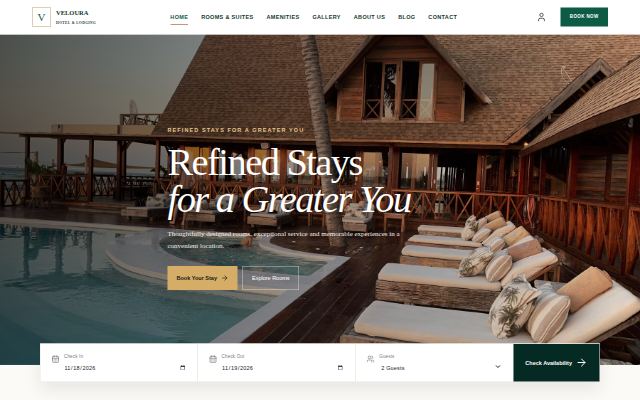 V
VELOURA
HOTEL & LODGING
HOME
ROOMS & SUITES
AMENITIES
GALLERY
ABOUT US
BLOG
CONTACT
BOOK NOW
REFINED STAYS FOR A GREATER YOU
Refined Stays
for a Greater You
Thoughtfully designed rooms, exceptional service and memorable experiences in a
convenient location.
Book Your Stay
Explore Rooms
Check In
11/18/2026
Check Out
11/19/2026
Guests
2 Guests
Check Availability